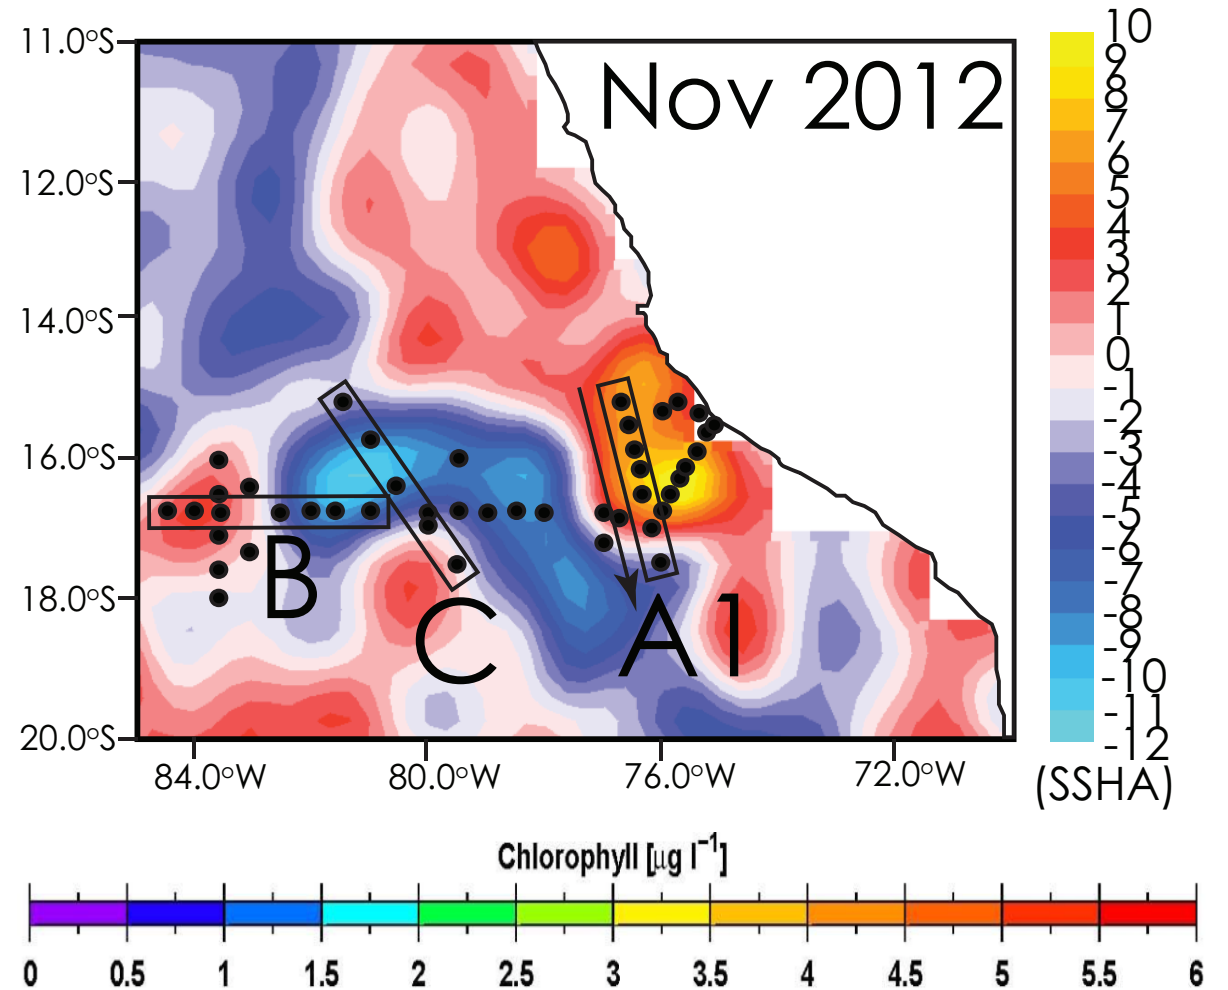 Nov 2012
11.0°S
12.0°S
14.0°S
16.0°S
18.0°S
20.0°S
84.0°W
80.0°W
76.0°W
72.0°W
B
C
A1
10
9
8
7
6
5
4
3
2
1
0
-1
-2
-3
-4
-5
-6
-7
-8
-9
-10
-11
-12
(SSHA)
Chlorophyll [µg l⁻¹]
0 0.5 1 1.5 2 2.5 3 3.5 4 4.5 5 5.5 6